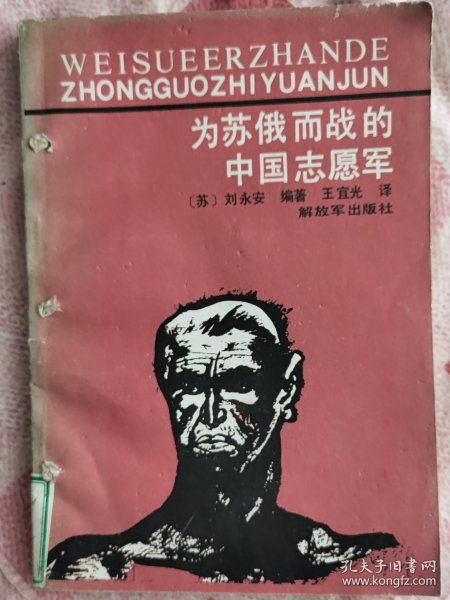 WEISUEERZHANDE
ZHONGGUOZHIYUANJUN
为苏俄而战的
中国志愿军
〔苏〕刘永安 编著 王宜光 译
解放军出版社
孔夫子旧书网
www.kongfz.com